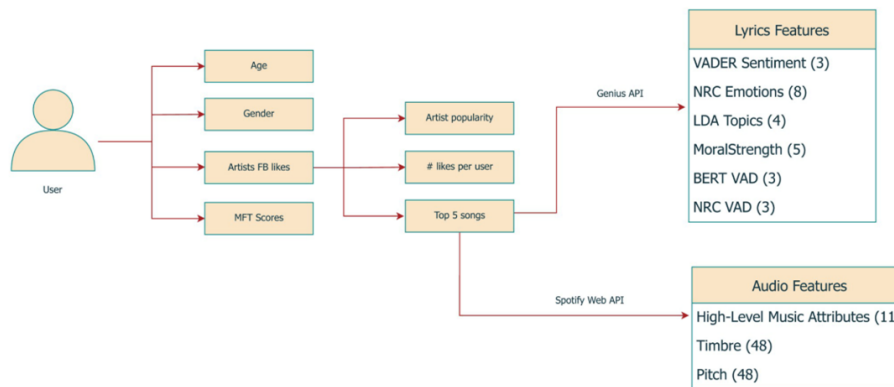 User
Age
Gender
Artists FB likes
MFT Scores
Artist popularity
# likes per user
Top 5 songs
Genius API
Spotify Web API
Lyrics Features
VADER Sentiment (3)
NRC Emotions (8)
LDA Topics (4)
MoralStrength (5)
BERT VAD (3)
NRC VAD (3)
Audio Features
High-Level Music Attributes (11
Timbre (48)
Pitch (48)